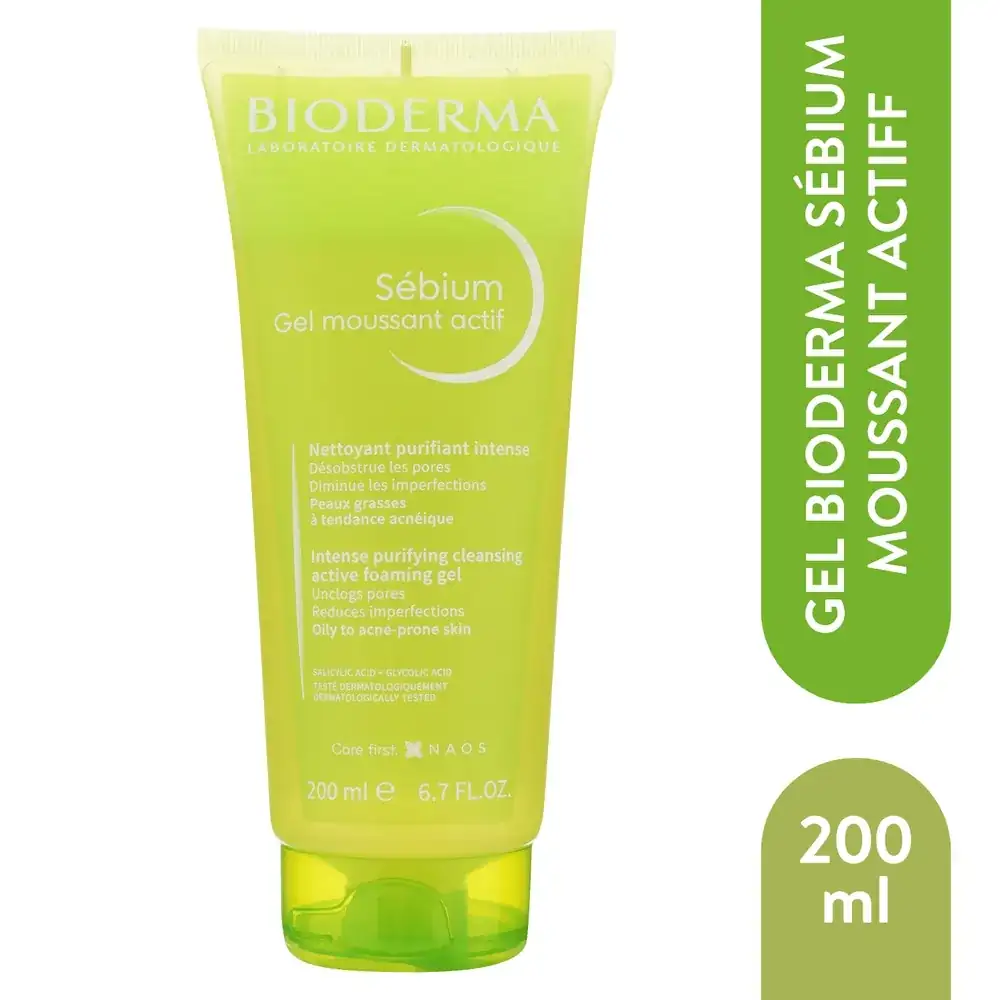 BIODERMA
LABORATOIRE DERMATOLOGIQUE
Sébium
Gel moussant actif
Nettoyant purifiant intense
Désobstrue les pores
Diminue les imperfections
Peaux grasses
à tendance acnéique
Intense purifying cleansing
active foaming gel
Unclogs pores
Reduces imperfections
Oily to acné-prone skin
SALICYLIC ACID + GLYCOLIC ACID
TESTÉ DERMATOLOGIQUEMENT
DERMATOLOGICALLY TESTED
Care first. NAOS
200 ml e 6.7 FL.OZ.
GEL BIODERMA SÉBIUM
MOUSSANT ACTIFF
200
ml